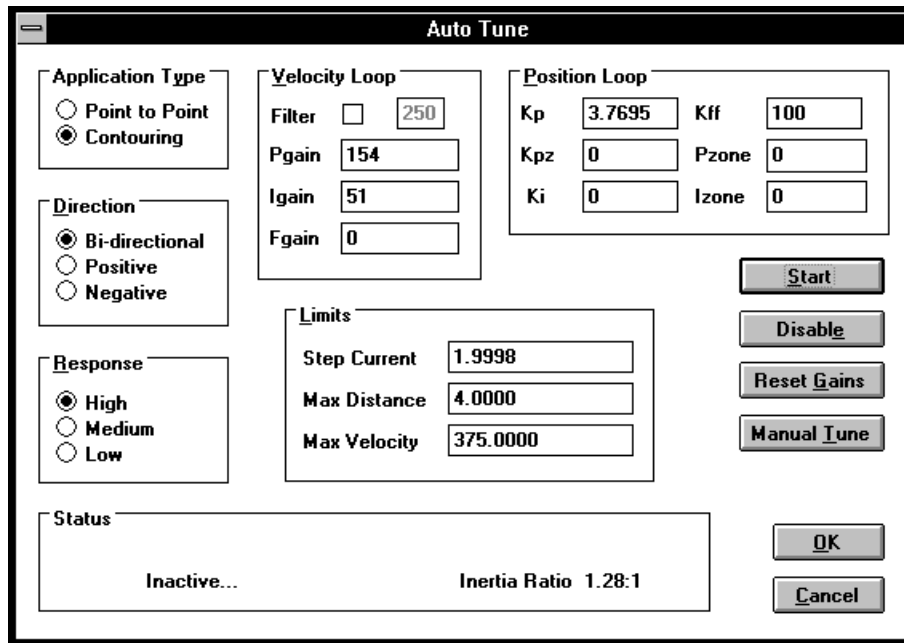 Auto Tune
Application Type
Point to Point
Contouring
Direction
Bi-directional
Positive
Negative
Response
High
Medium
Low
Velocity Loop
Filter 250
Pgain 154
Igain 51
Fgain 0
Position Loop
Kp 3.7695 Kff 100
Kpz 0 Pzone 0
Ki 0 Izone 0
Limits
Step Current 1.9998
Max Distance 4.0000
Max Velocity 375.0000
Start
Disable
Reset Gains
Manual Tune
Status
Inactive... Inertia Ratio 1.28:1
OK
Cancel